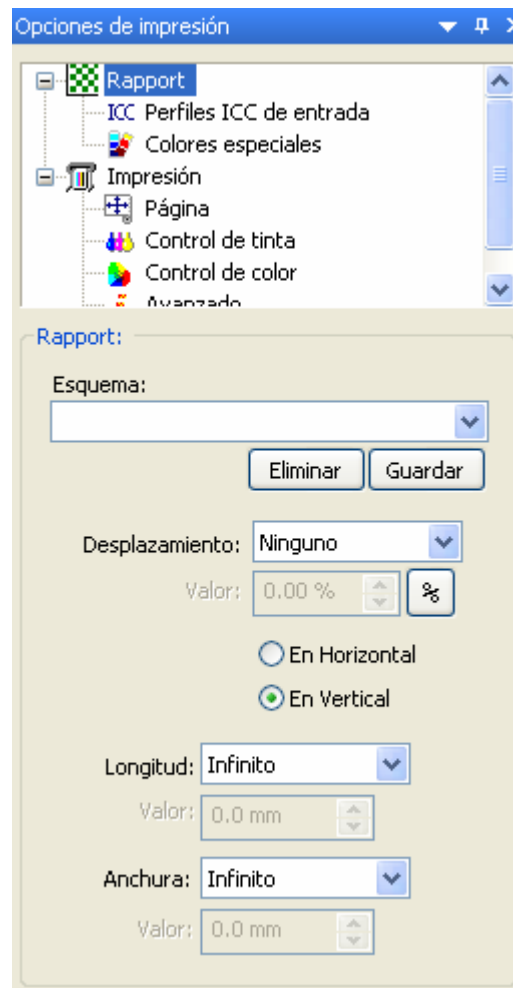 Opciones de impresión
Rapport
ICC Perfiles ICC de entrada
Colores especiales
Impresión
Página
Control de tinta
Control de color
Avanzado
Rapport:
Esquema:
Eliminar Guardar
Desplazamiento: Ninguno
Valor: 0.00 % %
En Horizontal
En Vertical
Longitud: Infinito
Valor: 0.0 mm
Anchura: Infinito
Valor: 0.0 mm